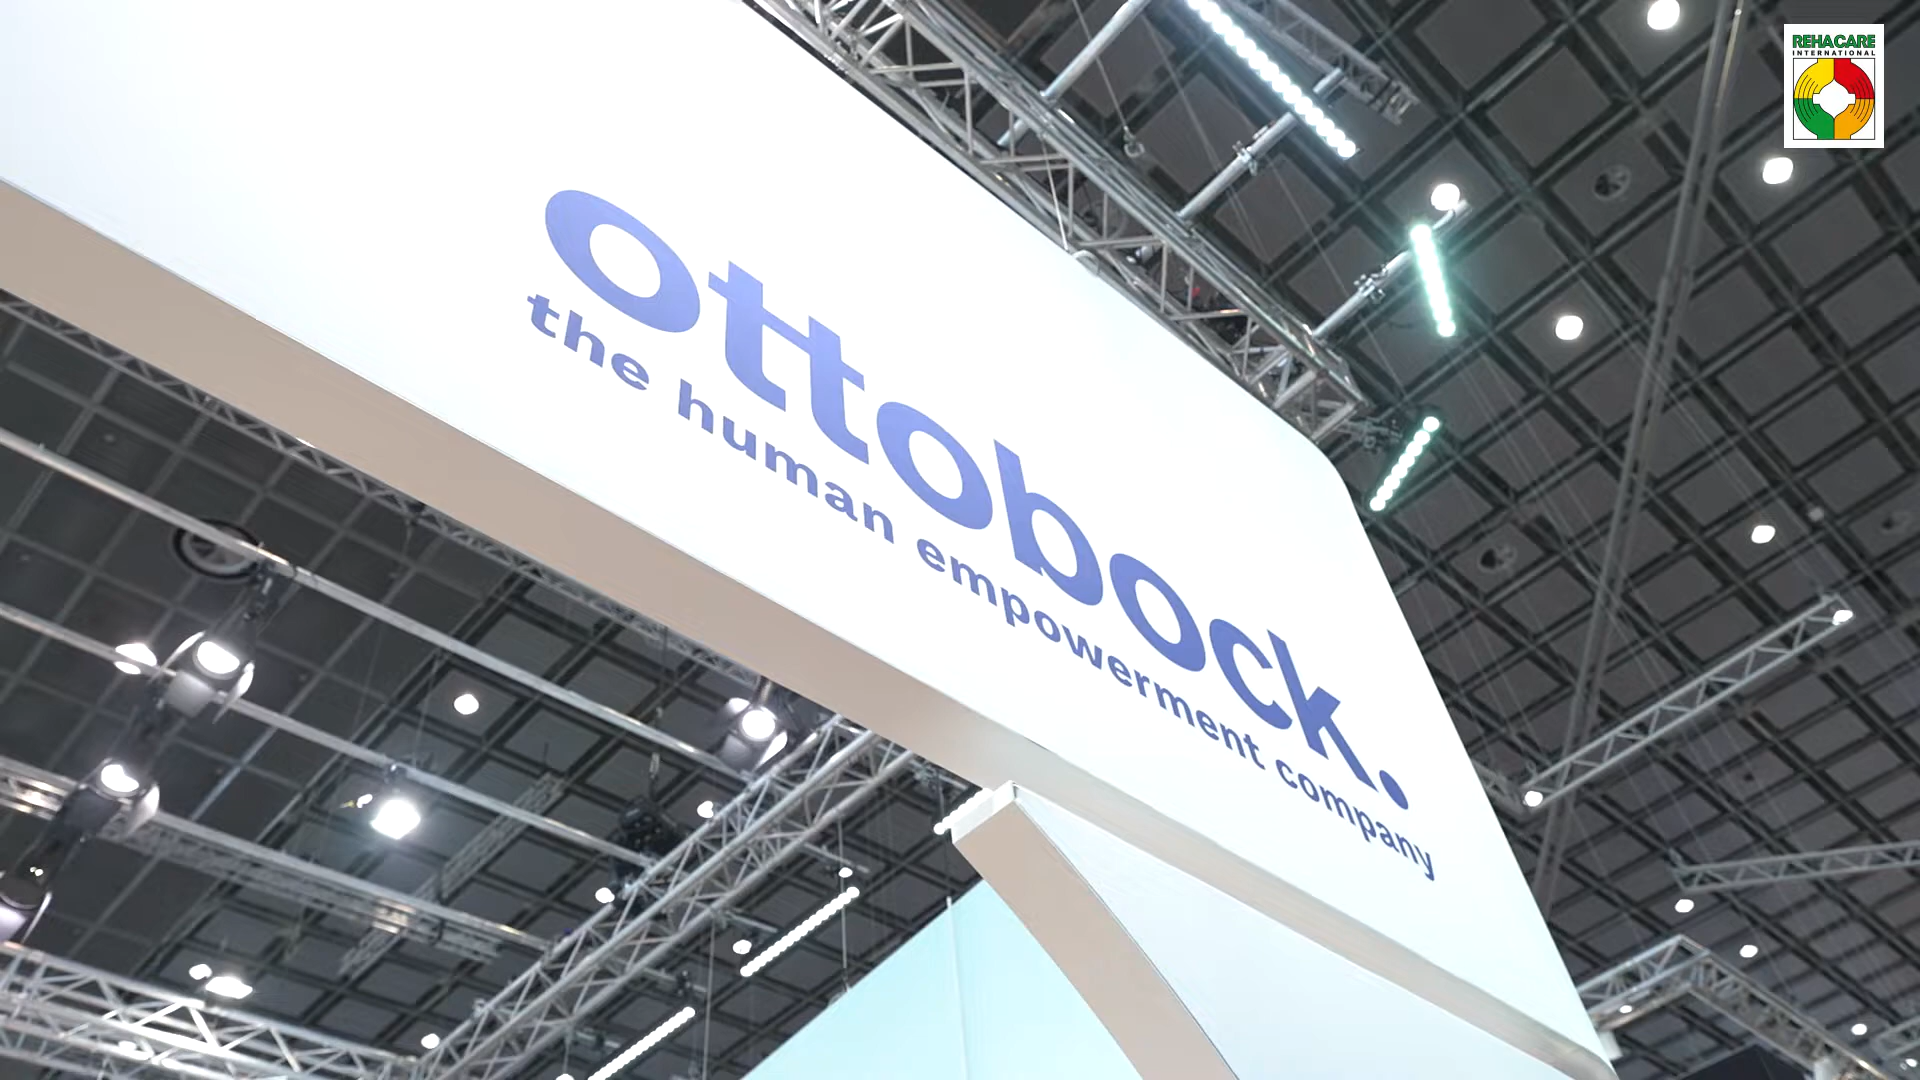 ottobock.
the human empowerment company
REHACARE
INTERNATIONAL